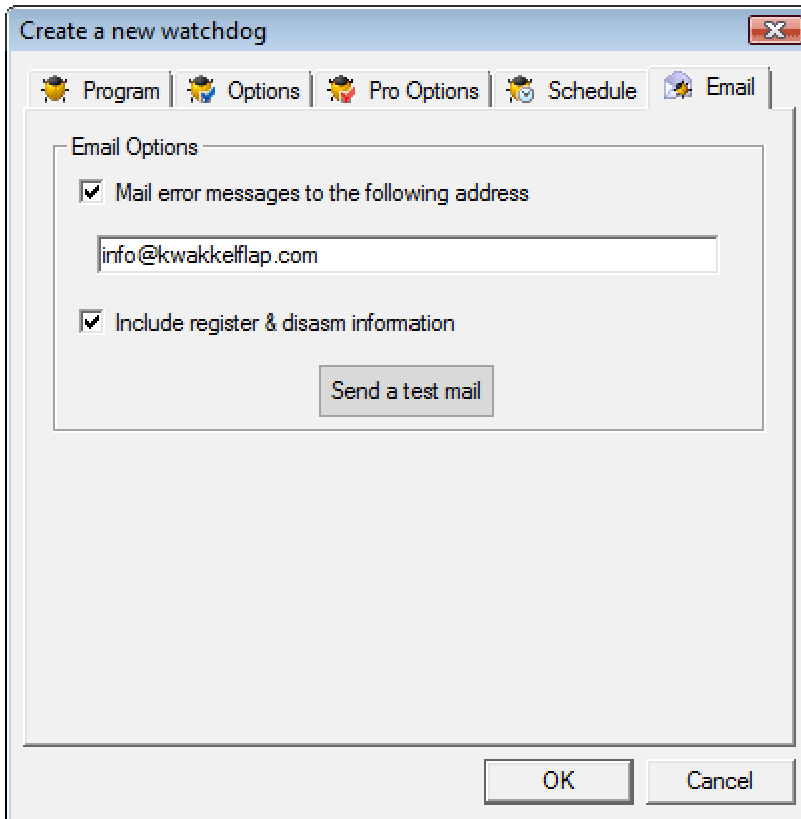 Create a new watchdog
Program Options Pro Options Schedule Email
Email Options
Mail error messages to the following address
info@kwakkelflap.com
Include register & disasm information
Send a test mail
OK Cancel